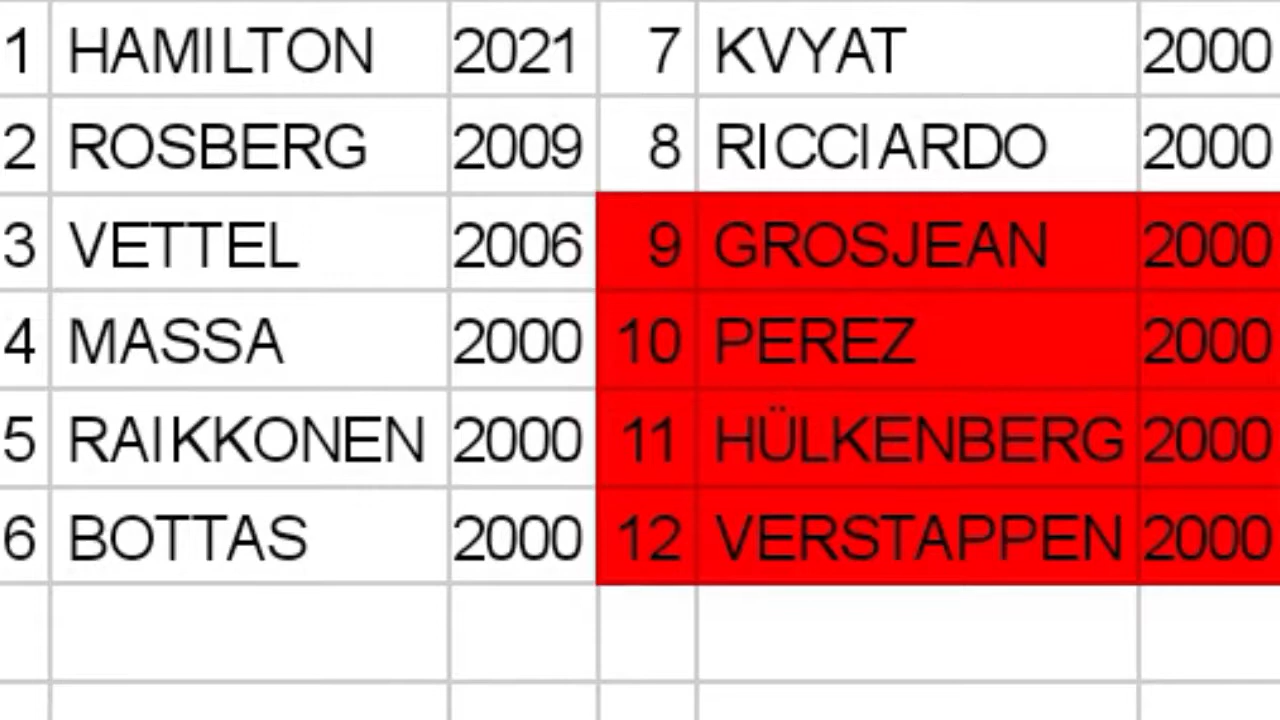 1 HAMILTON 2021 7 KVYAT 2000
2 ROSBERG 2009 8 RICCIARDO 2000
3 VETTEL 2006 9 GROSJEAN 2000
4 MASSA 2000 10 PEREZ 2000
5 RAIKKONEN 2000 11 HÜLKENBERG 2000
6 BOTTAS 2000 12 VERSTAPPEN 2000